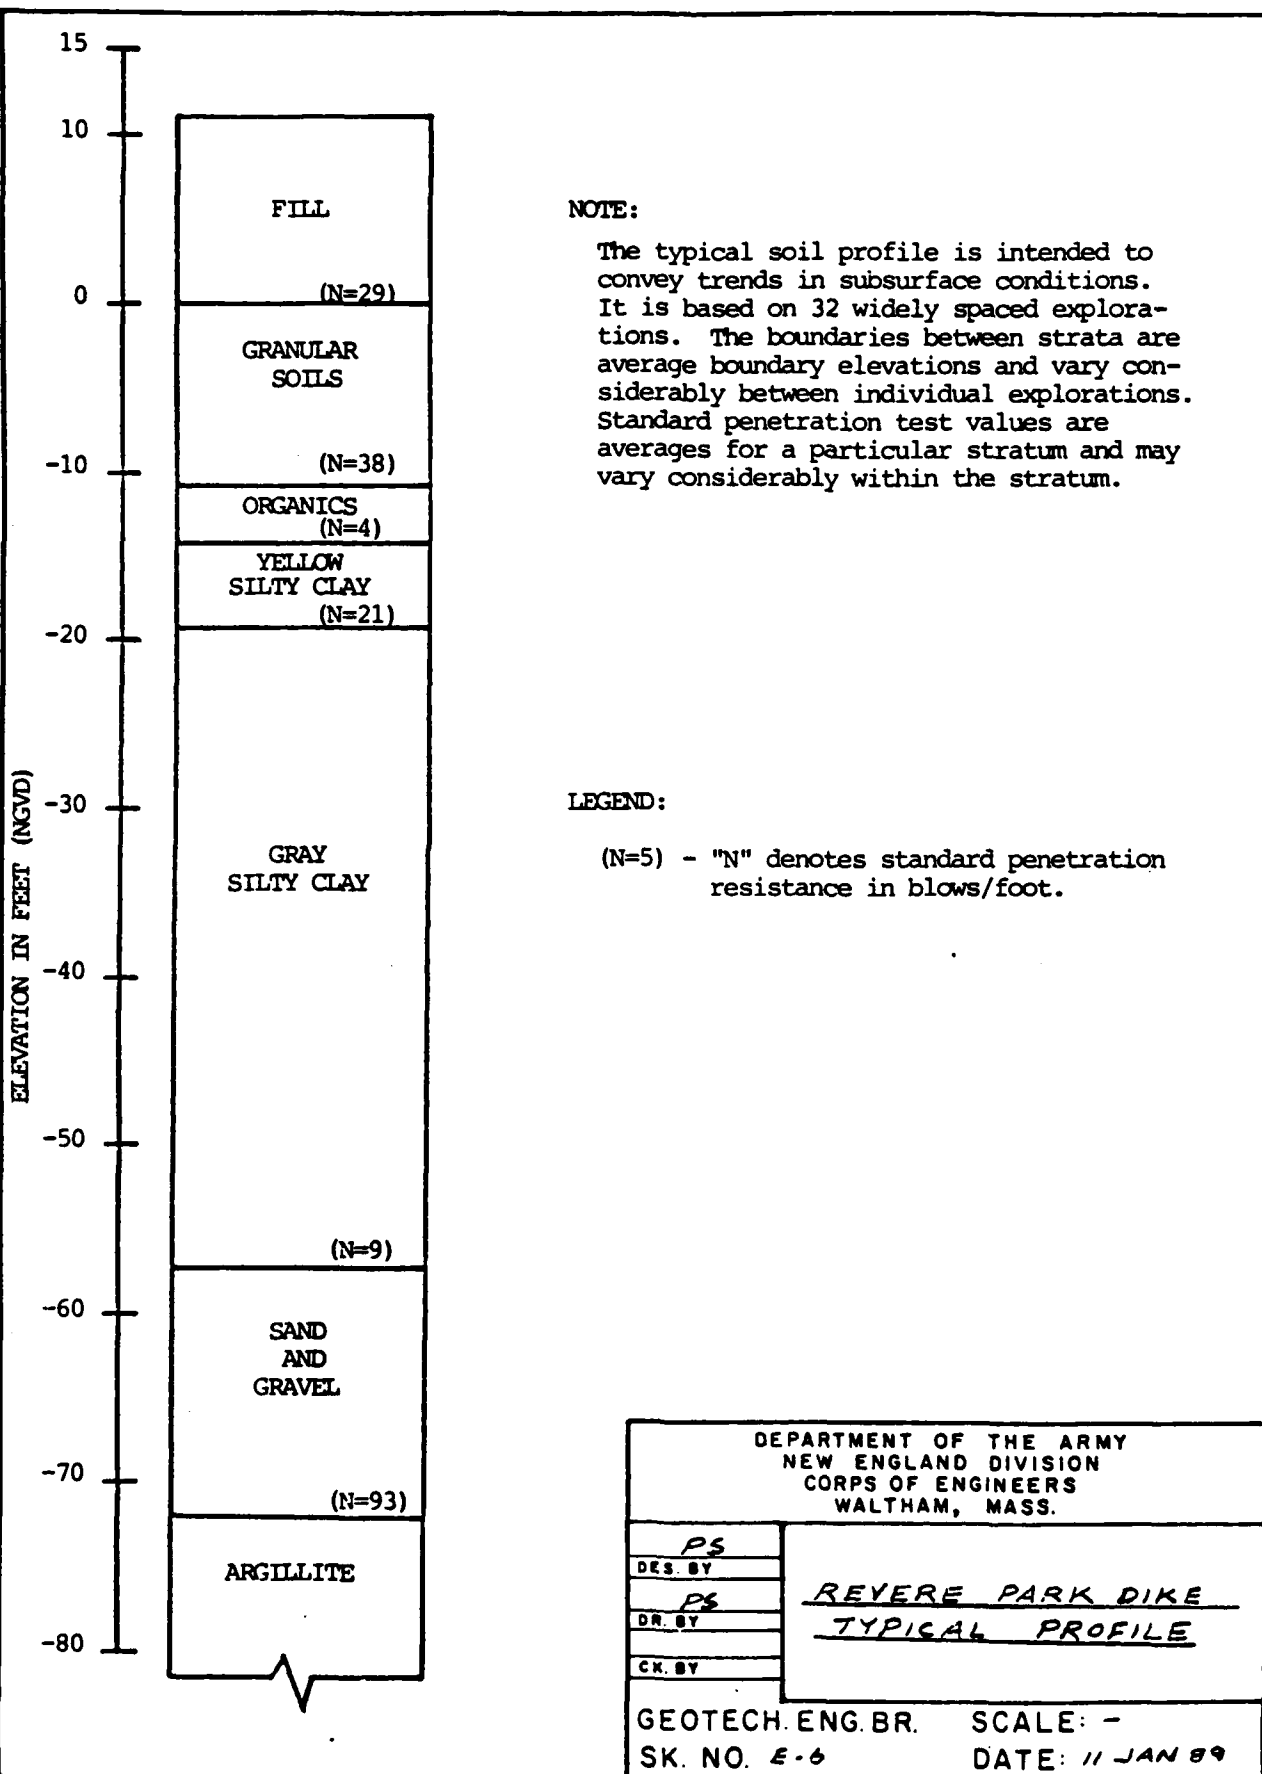 15
10
0
-10
-20
-30
-40
-50
-60
-70
-80
ELEVATION IN FEET (NGVD)
FILL
(N=29)
GRANULAR
SOILS
(N=38)
ORGANICS
(N=4)
YELLOW
SILTY CLAY
(N=21)
GRAY
SILTY CLAY
(N=9)
SAND
AND
GRAVEL
(N=93)
ARGILLITE
NOTE:
The typical soil profile is intended to
convey trends in subsurface conditions.
It is based on 32 widely spaced explora-
tions. The boundaries between strata are
average boundary elevations and vary con-
siderably between individual explorations.
Standard penetration test values are
averages for a particular stratum and may
vary considerably within the stratum.
LEGEND:
(N=5) - "N" denotes standard penetration
resistance in blows/foot.
DEPARTMENT OF THE ARMY
NEW ENGLAND DIVISION
CORPS OF ENGINEERS
WALTHAM, MASS.
PS
DES. BY
PS
DR. BY
CK. BY
REVERE PARK DIKE
TYPICAL PROFILE
GEOTECH. ENG. BR. SCALE: -
SK. NO. E-6 DATE: 11 JAN 89